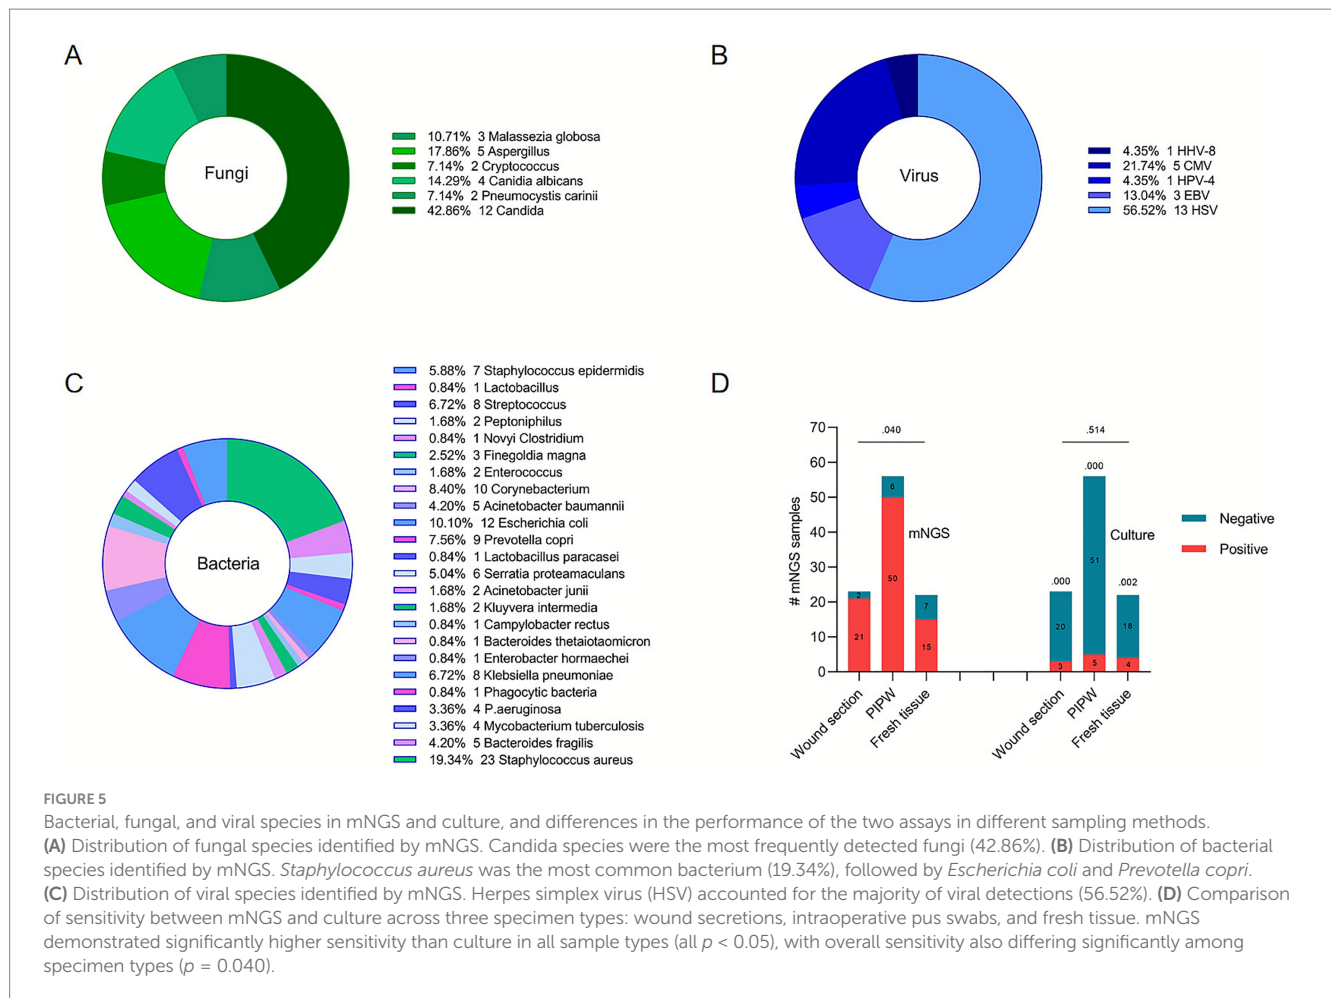 A
Fungi
10.71% 3 Malassezia globosa
17.86% 5 Aspergillus
7.14% 2 Cryptococcus
14.29% 4 Canidia albicans
7.14% 2 Pneumocystis carinii
42.86% 12 Candida
B
Virus
4.35% 1 HHV-8
21.74% 5 CMV
4.35% 1 HPV-4
13.04% 3 EBV
56.52% 13 HSV
C
Bacteria
5.88% 7 Staphylococcus epidermidis
0.84% 1 Lactobacillus
6.72% 8 Streptococcus
1.68% 2 Peptoniphilus
0.84% 1 Novyi Clostridium
2.52% 3 Finegoldia magna
1.68% 2 Enterococcus
8.40% 10 Corynebacterium
4.20% 5 Acinetobacter baumannii
10.10% 12 Escherichia coli
7.56% 9 Prevotella copri
0.84% 1 Lactobacillus paracasei
5.04% 6 Serratia proteamaculans
1.68% 2 Acinetobacter junii
1.68% 2 Kluyvera intermedia
0.84% 1 Campylobacter rectus
0.84% 1 Bacteroides thetaiotaomicron
0.84% 1 Enterobacter hormaechei
6.72% 8 Klebsiella pneumoniae
0.84% 1 Phagocytic bacteria
3.36% 4 P.aeruginosa
3.36% 4 Mycobacterium tuberculosis
4.20% 5 Bacteroides fragilis
19.34% 23 Staphylococcus aureus
D
# mNGS samples
70
60
50
40
30
20
10
0
.040
.514
.000
.000
.002
mNGS
Culture
2
21
6
50
7
15
20
3
51
5
18
4
Wound section
PIPW
Fresh tissue
Wound section
PIPW
Fresh tissue
Negative
Positive
FIGURE 5
Bacterial, fungal, and viral species in mNGS and culture, and differences in the performance of the two assays in different sampling methods.
(A) Distribution of fungal species identified by mNGS. Candida species were the most frequently detected fungi (42.86%). (B) Distribution of bacterial
species identified by mNGS. Staphylococcus aureus was the most common bacterium (19.34%), followed by Escherichia coli and Prevotella copri.
(C) Distribution of viral species identified by mNGS. Herpes simplex virus (HSV) accounted for the majority of viral detections (56.52%). (D) Comparison
of sensitivity between mNGS and culture across three specimen types: wound secretions, intraoperative pus swabs, and fresh tissue. mNGS
demonstrated significantly higher sensitivity than culture in all sample types (all p < 0.05), with overall sensitivity also differing significantly among
specimen types (p = 0.040).